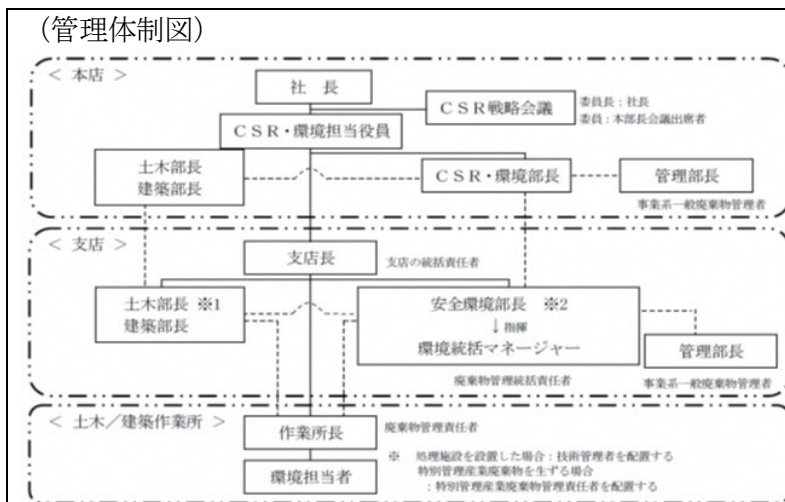 （管理体制図）
＜ 本店 ＞
社　長
ＣＳＲ戦略会議
委員長：社長
委員：本部長会議出席者
ＣＳＲ・環境担当役員
土木部長
建築部長
ＣＳＲ・環境部長
管理部長
事業系一般廃棄物管理者
＜ 支店 ＞
支店長
支店の統括責任者
土木部長 ※1
建築部長
安全環境部長　※2
↓指揮
環境統括マネージャー
管理部長
廃棄物管理統括責任者
事業系一般廃棄物管理者
＜ 土木／建築作業所 ＞
作業所長
廃棄物管理責任者
環境担当者
※　処理施設を設置した場合：技術管理者を配置する
特別管理産業廃棄物を生ずる場合
：特別管理産業廃棄物管理責任者を配置する